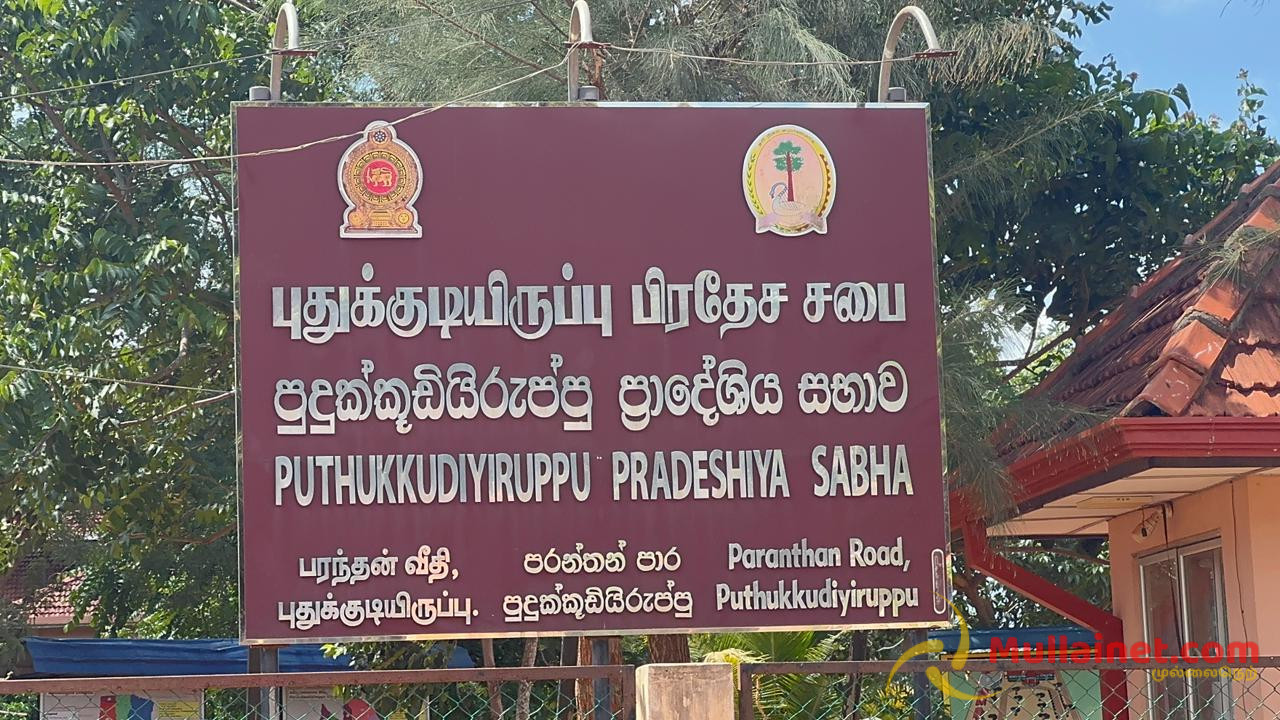 புதுக்குடியிருப்பு பிரதேச சபை
පුදුක්කූඩියිරුප්පු ප්‍රාදේශීය සභාව
PUTHUKKUDIYIRUPPU PRADESHIYA SABHA
பரந்தன் வீதி,
புதுக்குடியிருப்பு.
පරන්තන් පාර
පුදුක්කූඩියිරුප්පු
Paranthan Road,
Puthukkudiyiruppu
Mullainet.com
முல்லைநெற்